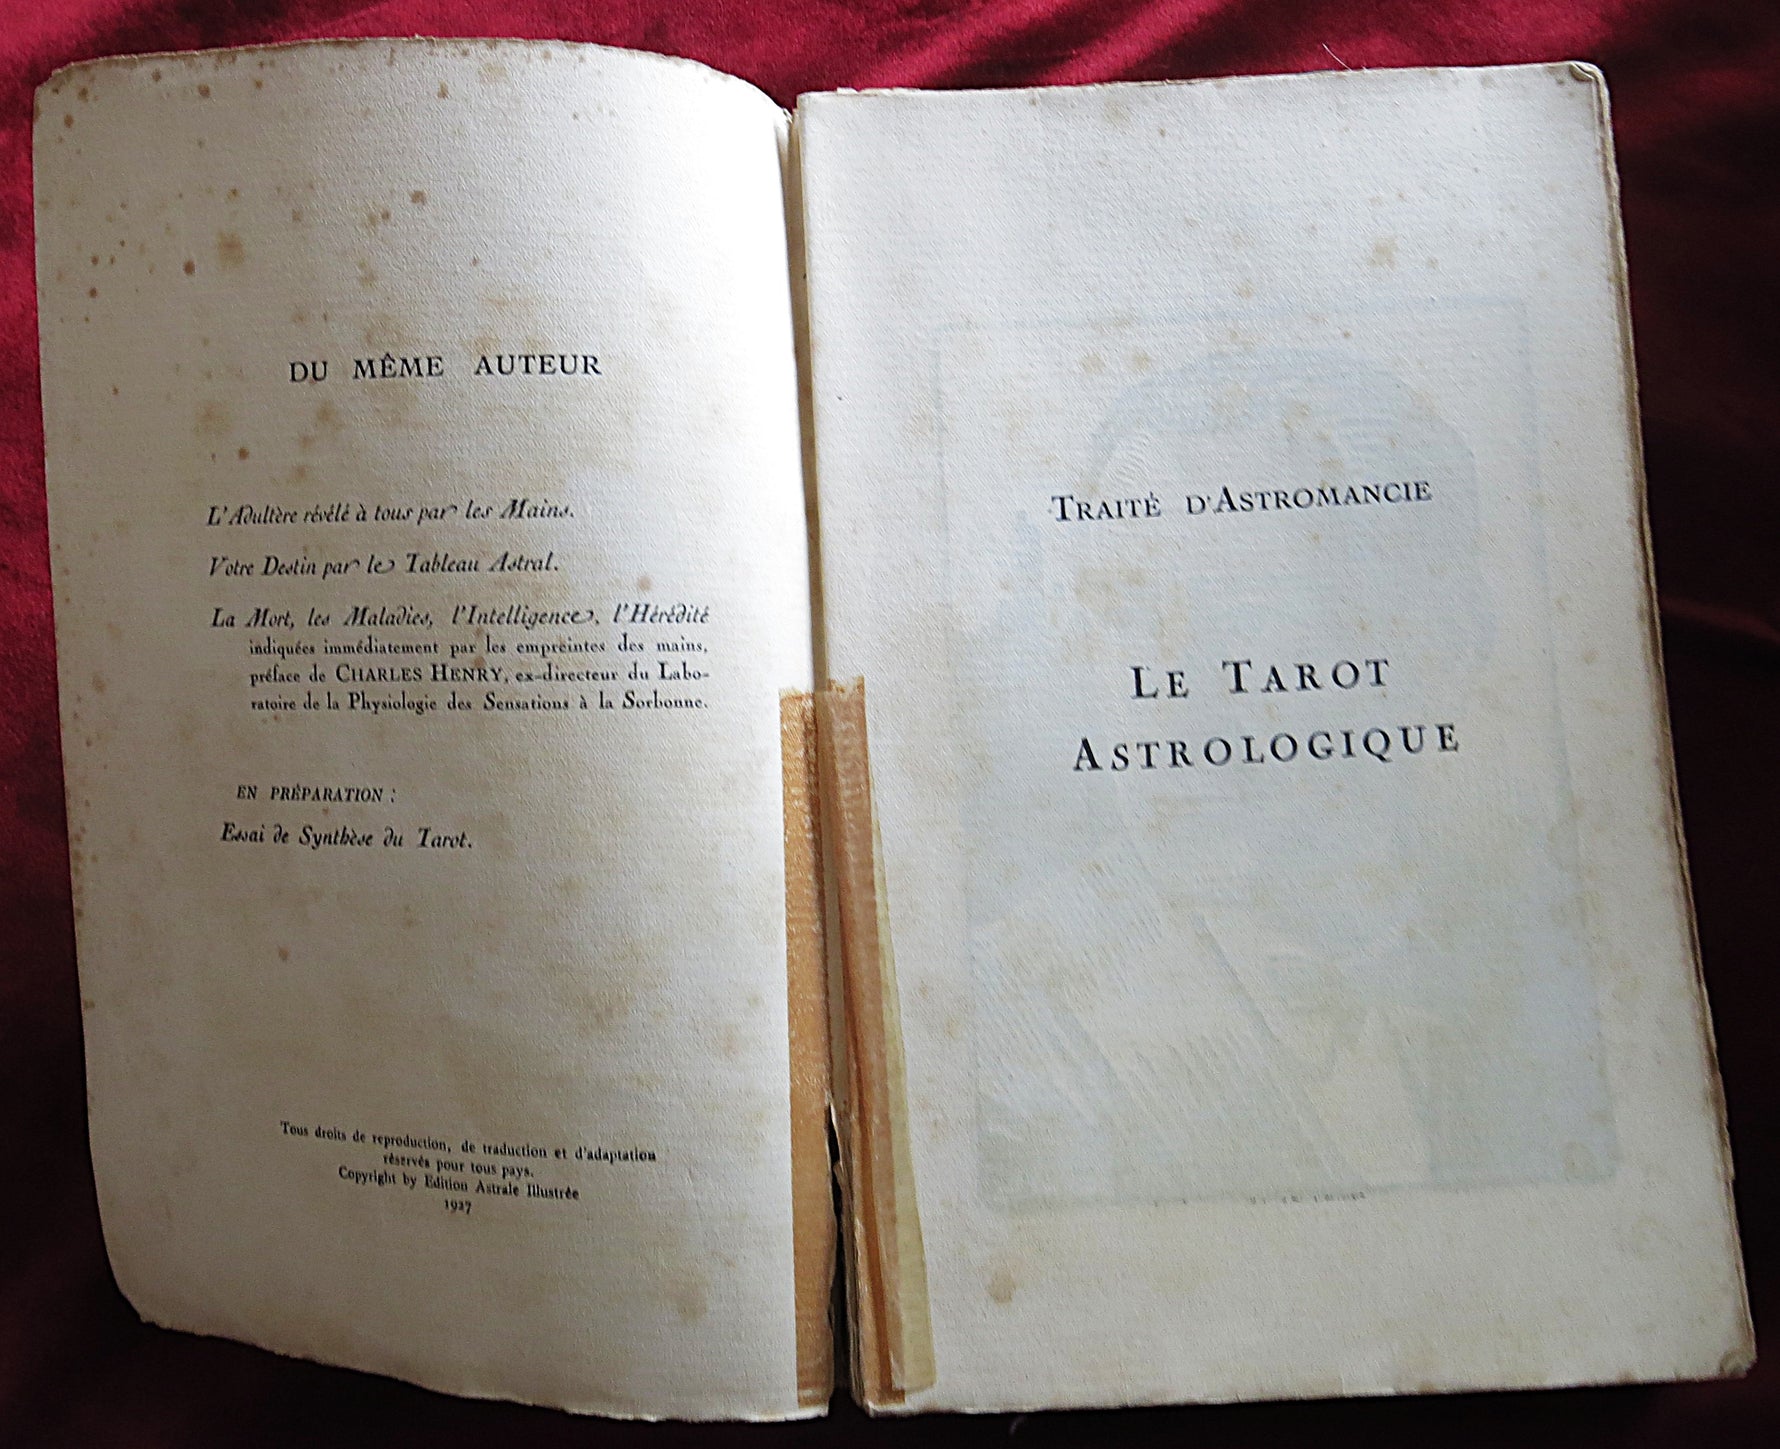 DU MÊME AUTEUR
L'Adultère révélé à tous par les Mains.
Votre Destin par le Tableau Astral.
La Mort, les Maladies, l'Intelligence, l'Hérédité
indiquées immédiatement par les empreintes des mains,
préface de CHARLES HENRY, ex-directeur du Labo-
ratoire de la Physiologie des Sensations à la Sorbonne.
EN PRÉPARATION :
Essai de Synthèse du Tarot.
Tous droits de reproduction, de traduction et d'adaptation
réservés pour tous pays.
Copyright by Edition Astrale Illustrée
1927
TRAITÉ D'ASTROMANCIE
LE TAROT
ASTROLOGIQUE